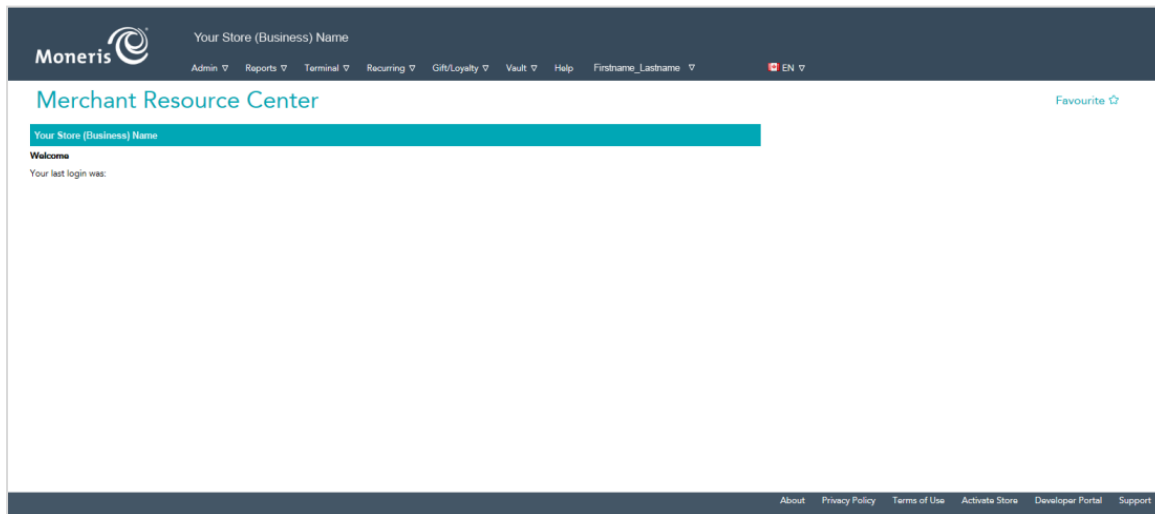 Moneris
Your Store (Business) Name
Admin Reports Terminal Recurring Gift/Loyalty Vault Help Firstname_Lastname EN
Merchant Resource Center
Favourite
Your Store (Business) Name
Welcome
Your last login was:
About Privacy Policy Terms of Use Activate Store Developer Portal Support